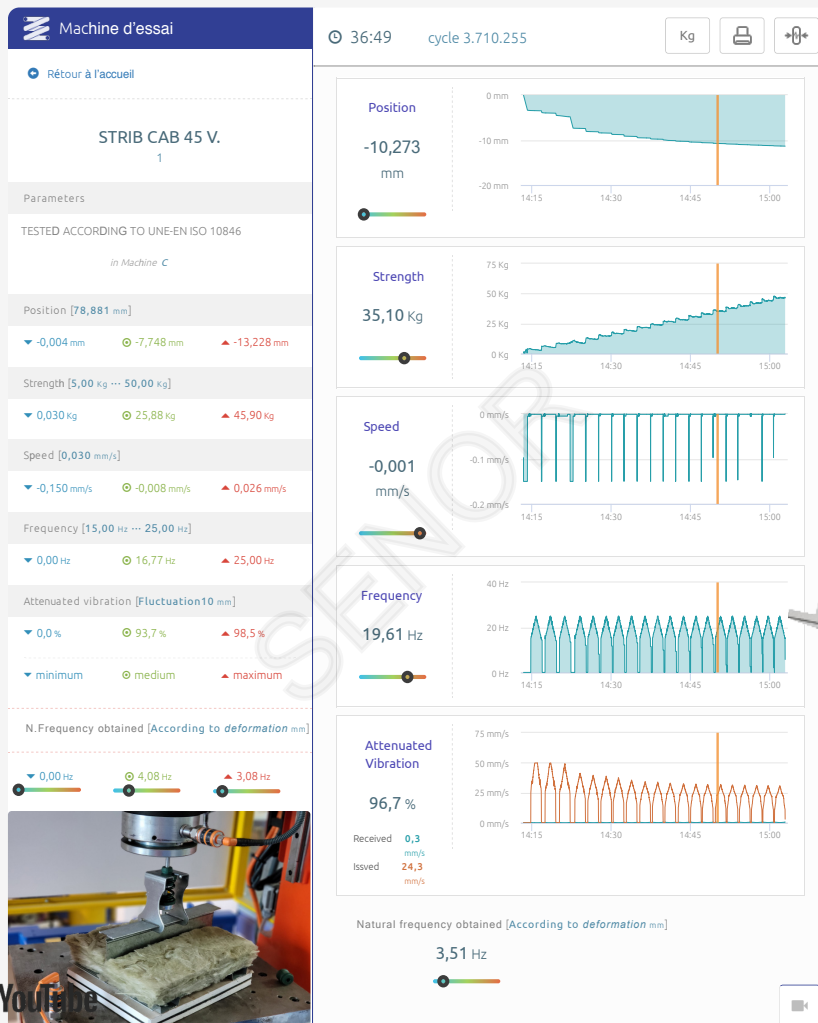 Machine d'essai
Rétour à l'accueil
STRIB CAB 45 V.
1
Parameters
TESTED ACCORDING TO UNE-EN ISO 10846
in Machine C
Position [78,881 mm]
-0,004 mm -7,748 mm -13,228 mm
Strength [5,00 Kg ··· 50,00 Kg]
0,030 Kg 25,88 Kg 45,90 Kg
Speed [0,030 mm/s]
-0,150 mm/s -0,008 mm/s 0,026 mm/s
Frequency [15,00 Hz ··· 25,00 Hz]
0,00 Hz 16,77 Hz 25,00 Hz
Attenuated vibration [Fluctuation10 mm]
0,0 % 93,7 % 98,5 %
minimum medium maximum
N.Frequency obtained [According to deformation mm]
0,00 Hz 4,08 Hz 3,08 Hz
YouTube
36:49 cycle 3.710.255 Kg
Position
-10,273
mm
0 mm
-10 mm
-20 mm
14:15 14:30 14:45 15:00
Strength
35,10 Kg
75 Kg
50 Kg
25 Kg
0 Kg
14:15 14:30 14:45 15:00
Speed
-0,001
mm/s
0 mm/s
-0.1 mm/s
-0.2 mm/s
14:15 14:30 14:45 15:00
Frequency
19,61 Hz
40 Hz
20 Hz
0 Hz
14:15 14:30 14:45 15:00
Attenuated
Vibration
96,7 %
Received 0,3
mm/s
Issved 24,3
mm/s
75 mm/s
50 mm/s
25 mm/s
0 mm/s
14:15 14:30 14:45 15:00
Natural frequency obtained [According to deformation mm]
3,51 Hz
SENOR